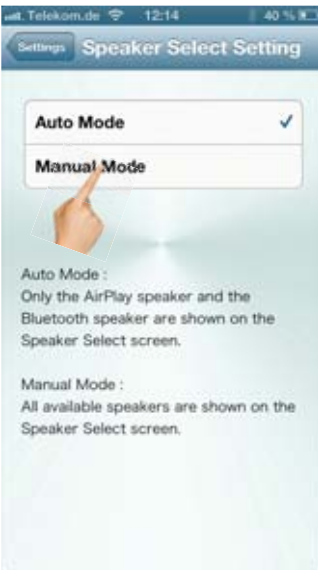 Telekom.de 12:14 40 %
Settings Speaker Select Setting
Auto Mode
Manual Mode
Auto Mode :
Only the AirPlay speaker and the
Bluetooth speaker are shown on the
Speaker Select screen.
Manual Mode :
All available speakers are shown on the
Speaker Select screen.